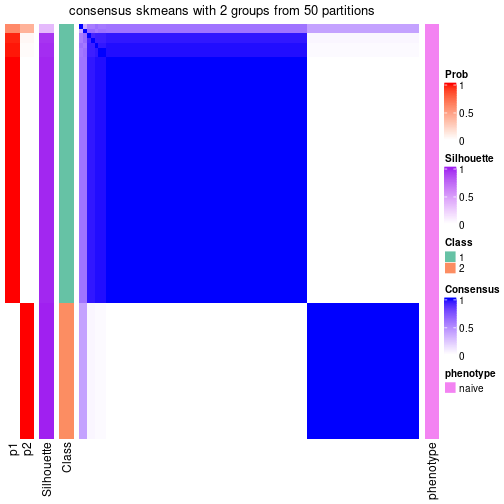 consensus skmeans with 2 groups from 50 partitions
Prob
1
0.5
0
Silhouette
1
0.5
0
Class
1
2
Consensus
1
0.5
0
phenotype
naive
p1
p2
Silhouette
Class
phenotype